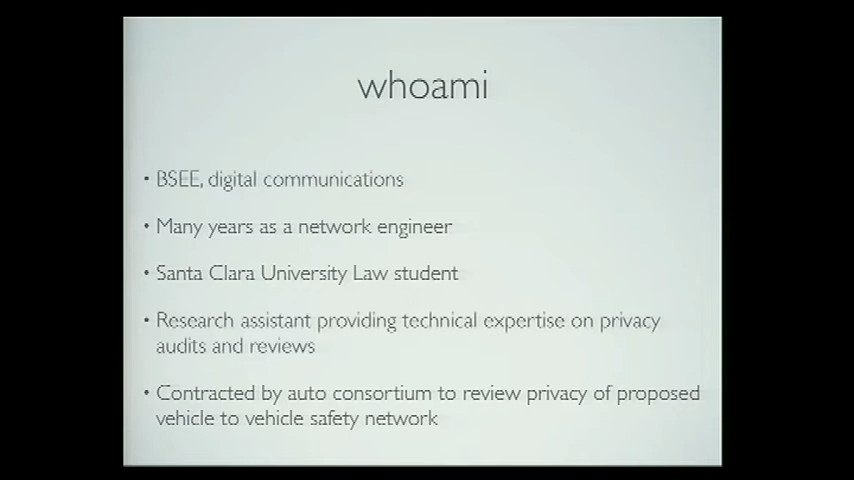 whoami
• BSEE, digital communications
• Many years as a network engineer
• Santa Clara University Law student
• Research assistant providing technical expertise on privacy
audits and reviews
• Contracted by auto consortium to review privacy of proposed
vehicle to vehicle safety network